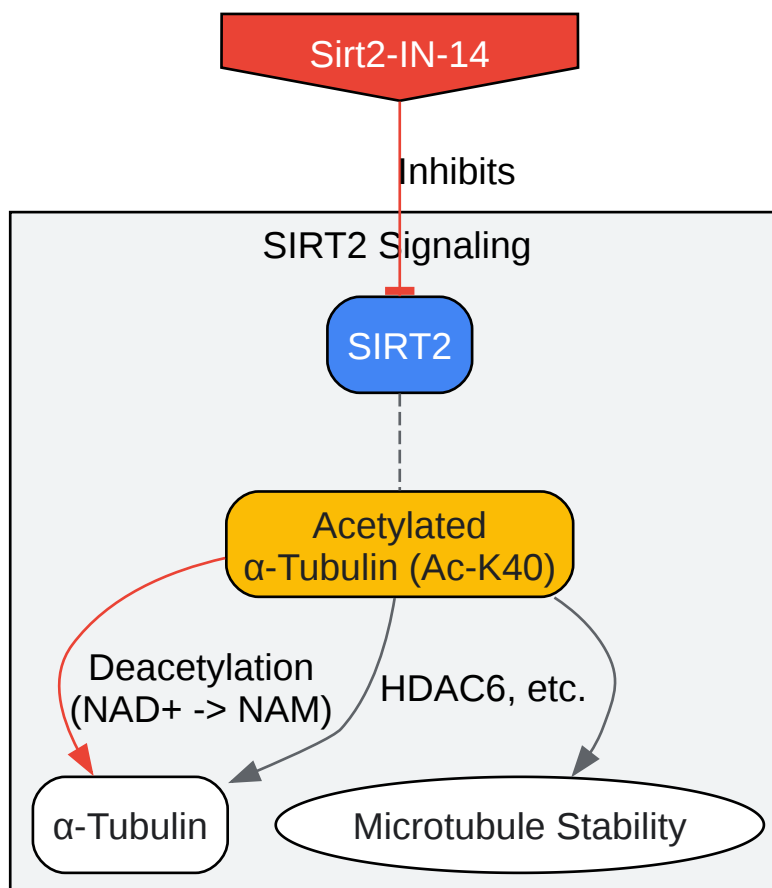 Sirt2-IN-14
Inhibits
SIRT2 Signaling
SIRT2
Acetylated
α-Tubulin (Ac-K40)
Deacetylation
(NAD+ -> NAM)
HDAC6, etc.
α-Tubulin
Microtubule Stability